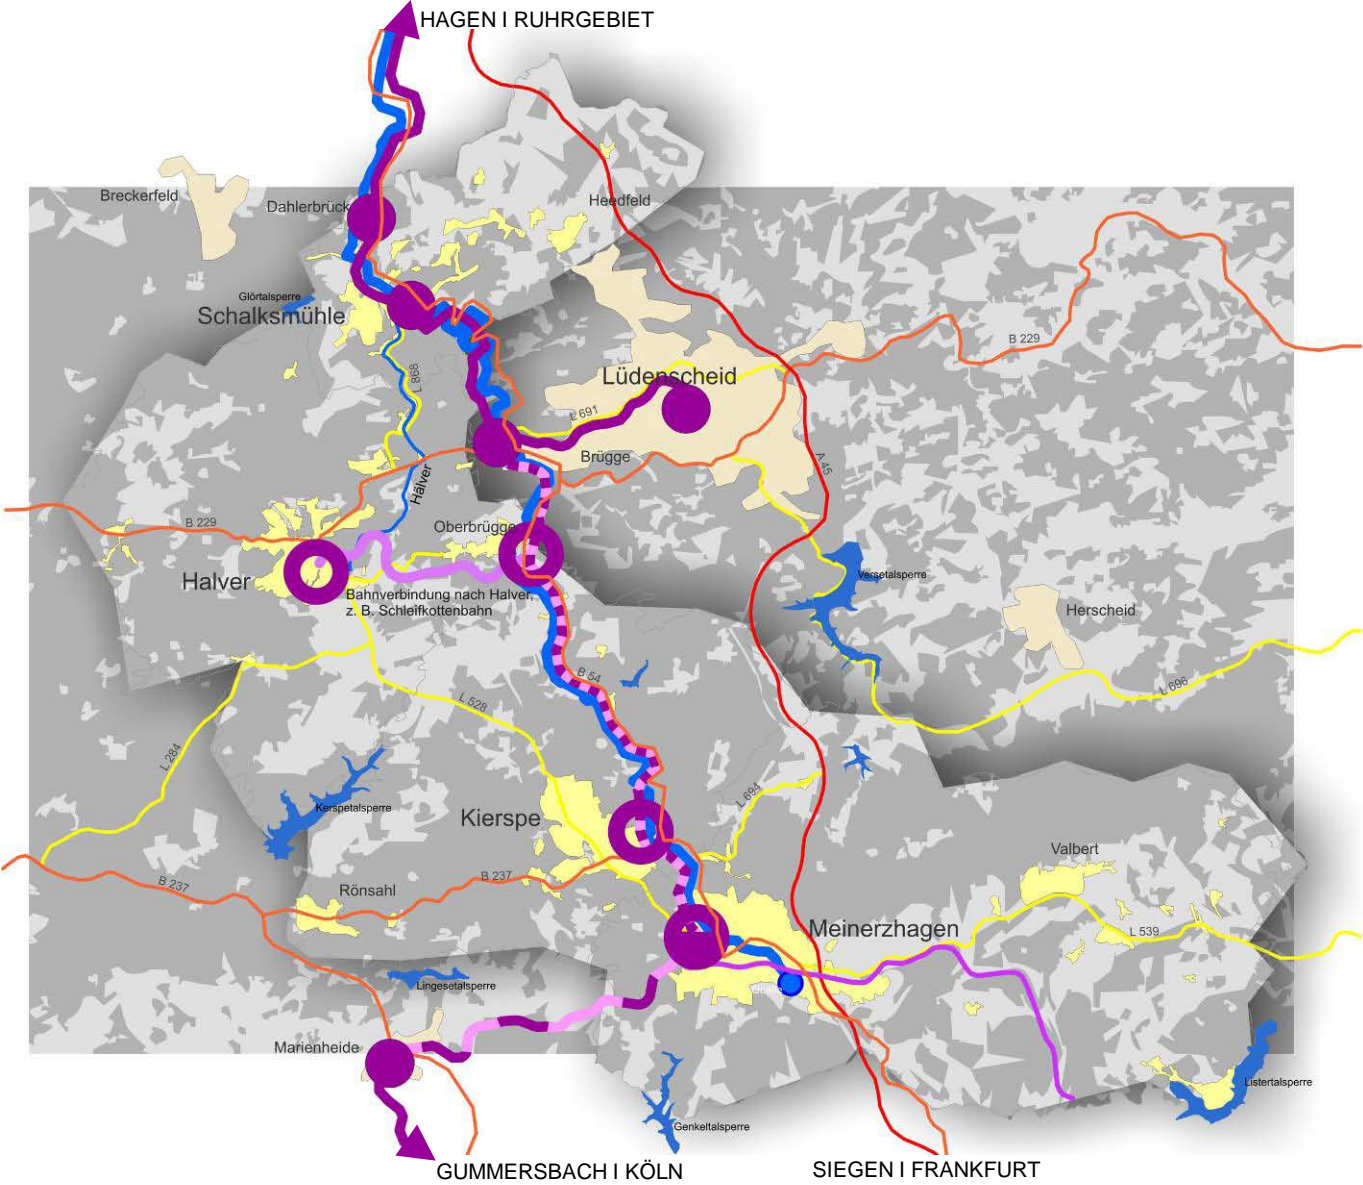 HAGEN I RUHRGEBIET
Breckerfeld
Dahlerbrück
Heedfeld
Glörtalsperre
Schalksmühle
B 229
L 868
Lüdenscheid
L 691
Brügge
A 45
Hälver
B 229
Oberbrügge
Halver
Bahnverbindung nach Halver,
z. B. Schleifkottenbahn
Versetalsperre
Herscheid
B 54
L 696
L 528
L 284
Kerspetalsperre
Kierspe
L 694
Valbert
B 237
B 237
Rönsahl
Meinerzhagen
L 539
Lingesetalsperre
Marienheide
Listertalsperre
Genkeltalsperre
GUMMERSBACH I KÖLN
SIEGEN I FRANKFURT